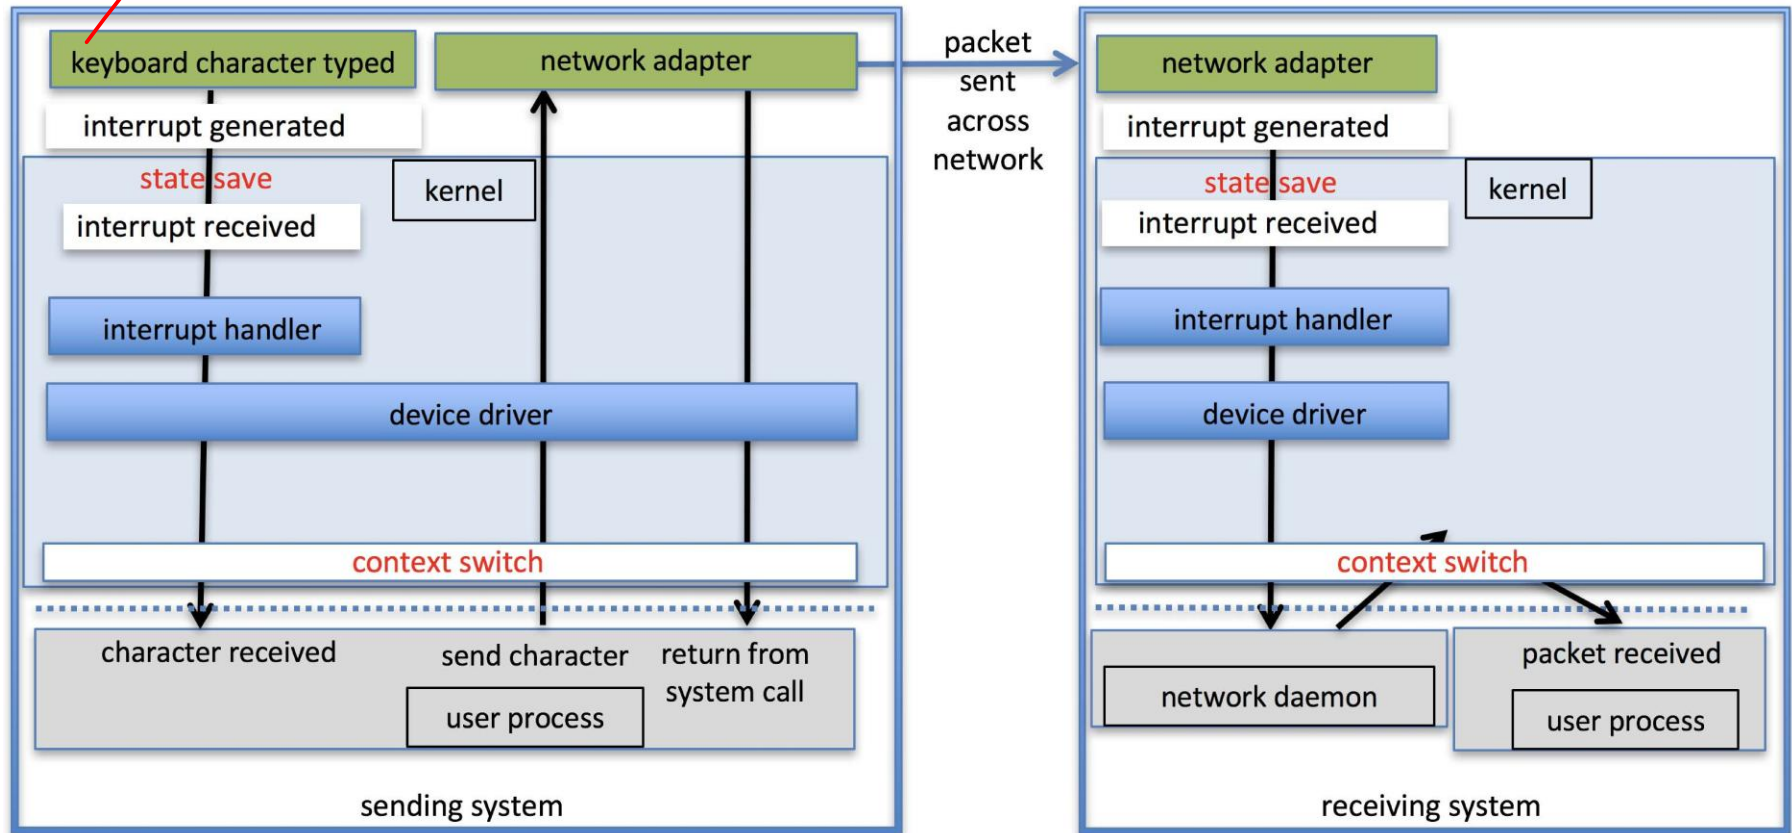 keyboard character typed
network adapter
interrupt generated
state save
kernel
interrupt received
interrupt handler
device driver
context switch
character received
send character
return from
system call
user process
sending system
packet
sent
across
network
network adapter
interrupt generated
state save
kernel
interrupt received
interrupt handler
device driver
context switch
network daemon
packet received
user process
receiving system